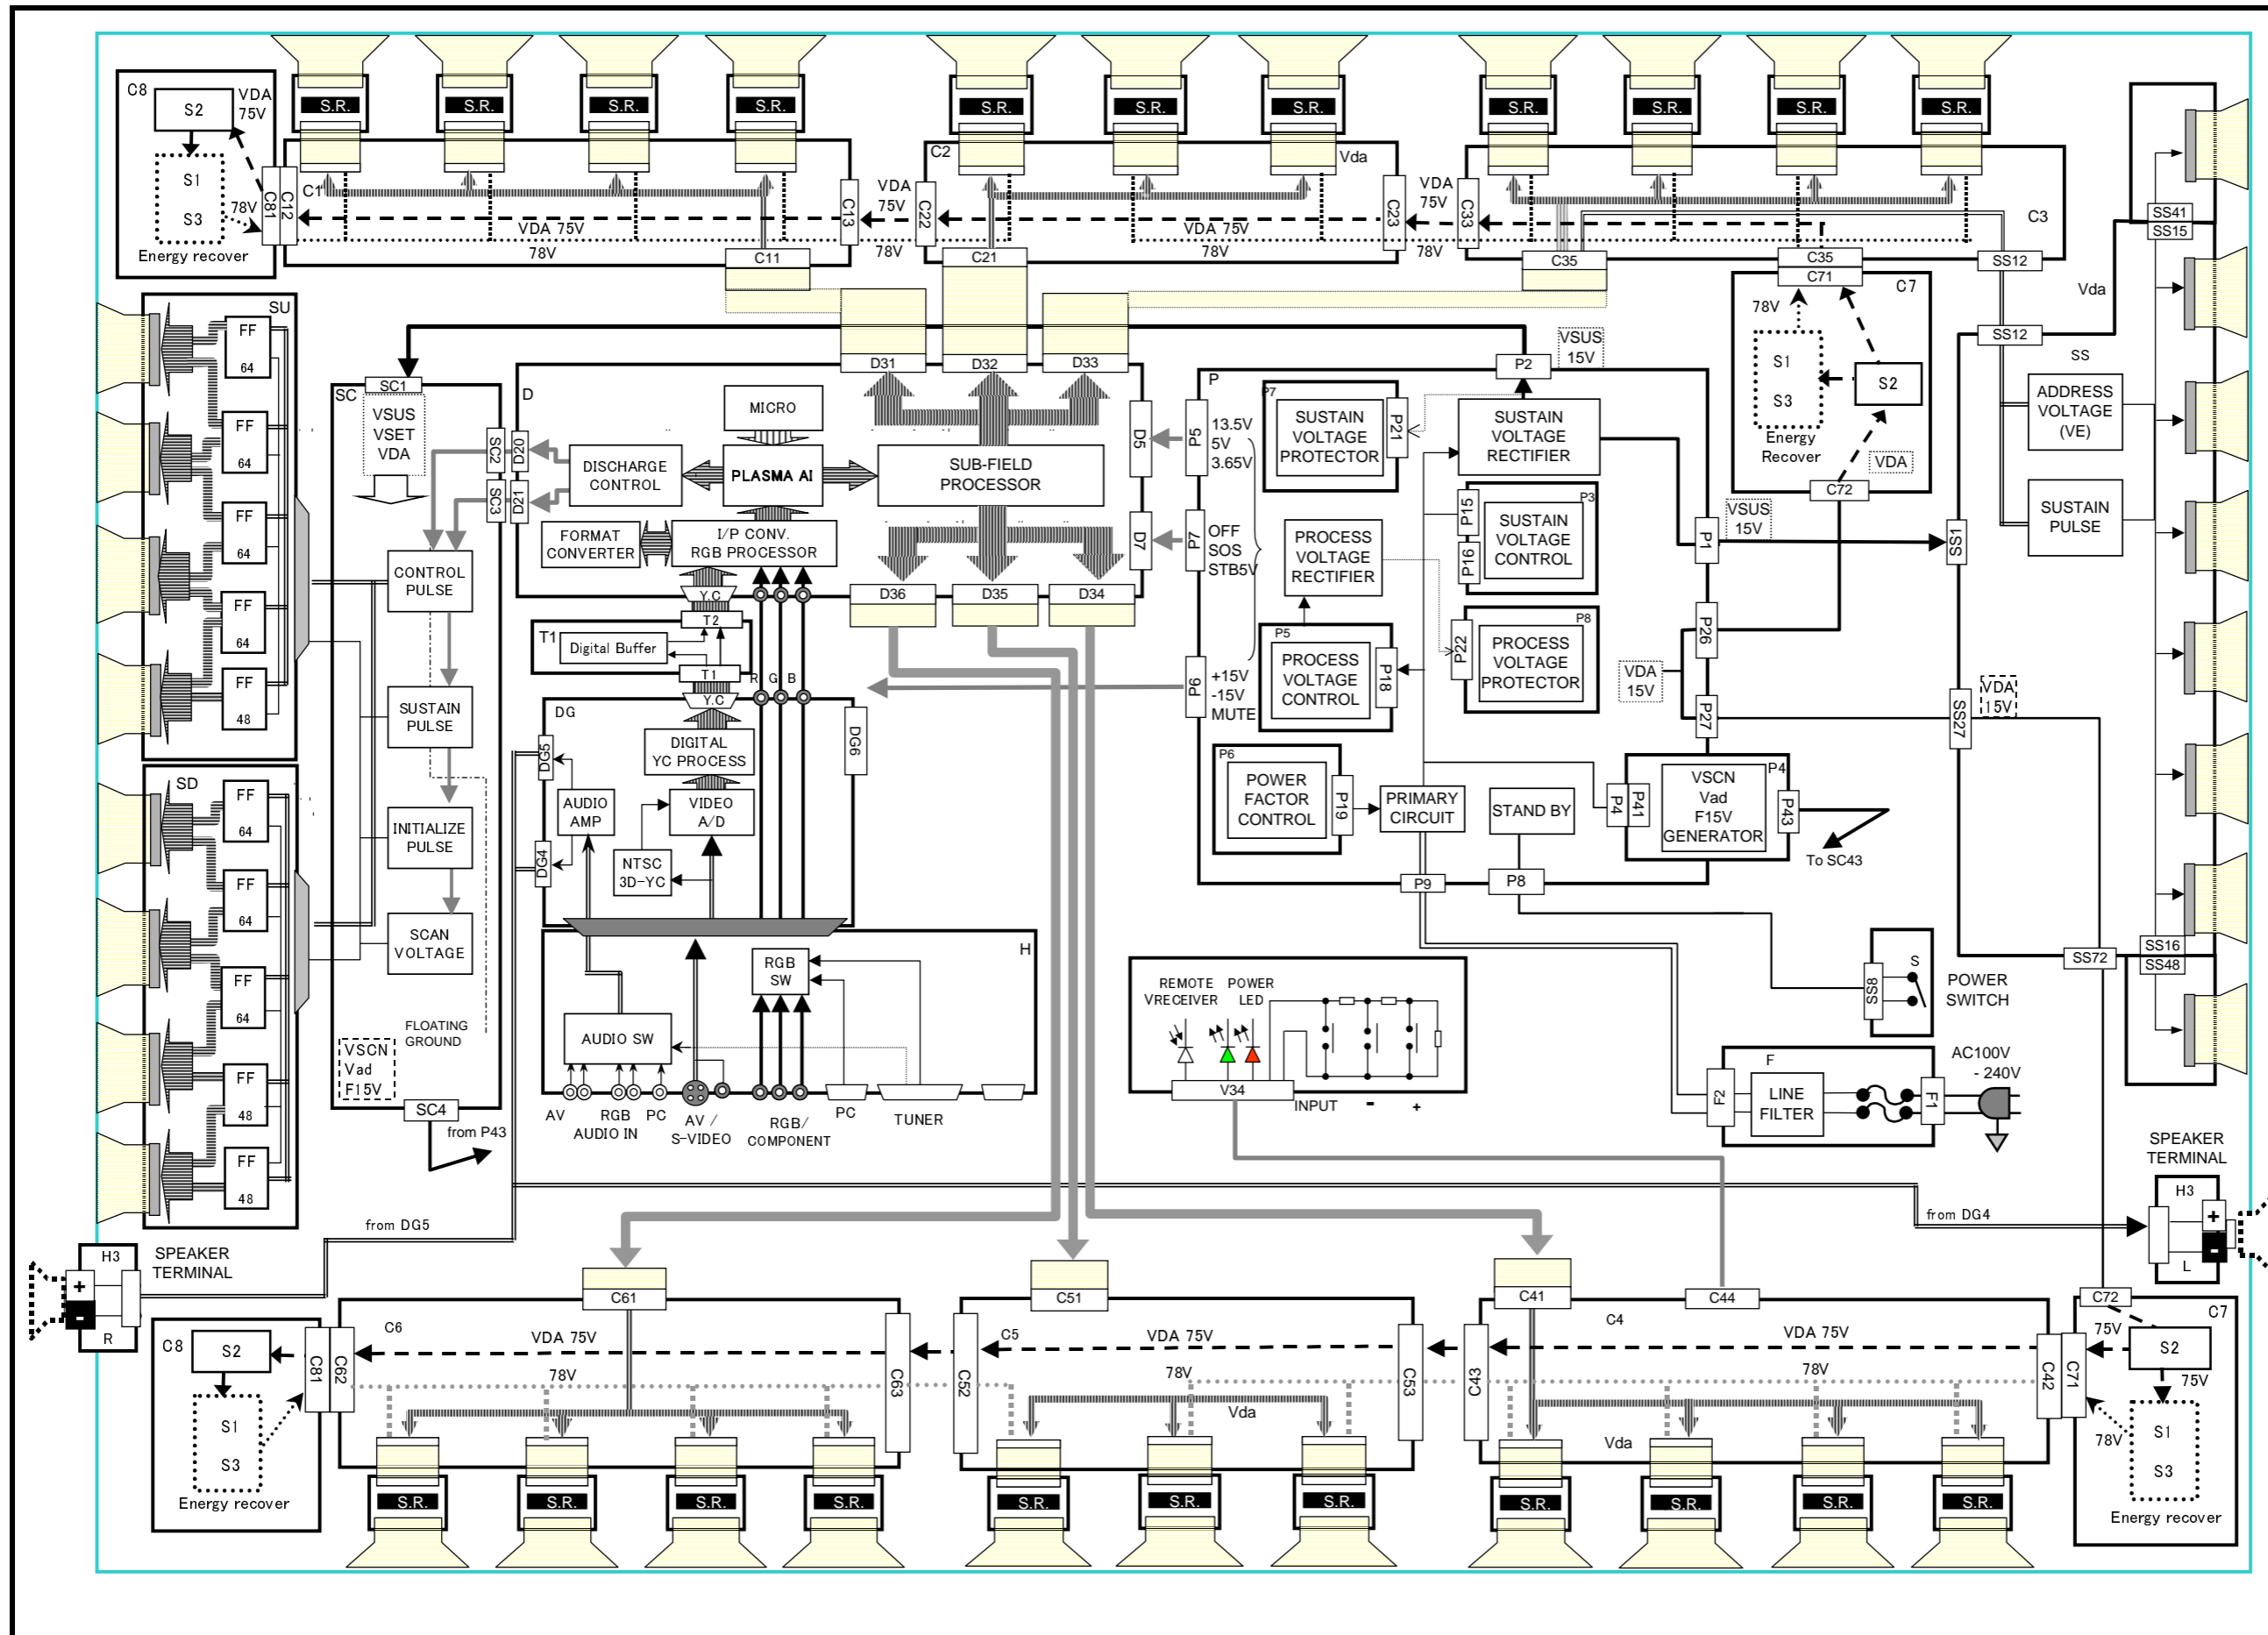 S.R.
S.R.
S.R.
S.R.
S.R.
S.R.
S.R.
S.R.
S.R.
S.R.
S.R.
C8
S2
VDA
75V
S1
S3
78V
Energy recover
C81
C12
C1
VDA 75V
78V
C11
C13
VDA
75V
78V
C22
C2
Vda
VDA 75V
78V
C21
C23
VDA
75V
78V
C33
C3
C35
C35
SS12
C71
C7
78V
S1
S3
S2
Energy
Recover
VDA
C72
SS41
SS15
Vda
SS12
SS
ADDRESS
VOLTAGE
(VE)
SUSTAIN
PULSE
SS1
SS27
VDA
15V
SS72
SS16
SS48
SU
FF
64
FF
64
FF
64
FF
64
FF
48
SD
FF
64
FF
64
FF
64
FF
48
FF
48
SC
SC1
VSUS
VSET
VDA
SC2
SC3
CONTROL
PULSE
SUSTAIN
PULSE
INITIALIZE
PULSE
SCAN
VOLTAGE
FLOATING
GROUND
VSCN
Vad
F15V
SC4
from P43
D
D31
D32
D33
D20
D21
MICRO
DISCHARGE
CONTROL
PLASMA AI
SUB-FIELD
PROCESSOR
FORMAT
CONVERTER
I/P CONV.
RGB PROCESSOR
D5
D7
Y.C
D36
D35
D34
T2
T1
Digital Buffer
T1
R
G
B
Y.C
DG
DG5
DG4
DG6
DIGITAL
YC PROCESS
AUDIO
AMP
VIDEO
A/D
NTSC
3D-YC
H
RGB
SW
AUDIO SW
AV
RGB
PC
AUDIO IN
AV /
S-VIDEO
RGB/
COMPONENT
PC
TUNER
P
P2
VSUS
15V
P5
13.5V
5V
3.65V
P7
OFF
SOS
STB5V
P6
+15V
-15V
MUTE
P7
SUSTAIN
VOLTAGE
PROTECTOR
P21
SUSTAIN
VOLTAGE
RECTIFIER
P15
P16
P3
SUSTAIN
VOLTAGE
CONTROL
PROCESS
VOLTAGE
RECTIFIER
P5
PROCESS
VOLTAGE
CONTROL
P18
P22
P8
PROCESS
VOLTAGE
PROTECTOR
P6
POWER
FACTOR
CONTROL
P19
PRIMARY
CIRCUIT
STAND BY
P4
P41
P4
VSCN
Vad
F15V
GENERATOR
P43
To SC43
P1
VSUS
15V
P26
VDA
15V
P27
P9
P8
REMOTE
VRECEIVER
POWER
LED
V34
INPUT
-
+
SS8
S
POWER
SWITCH
F
F2
LINE
FILTER
F1
AC100V
- 240V
SPEAKER
TERMINAL
H3
+
-
L
from DG4
from DG5
SPEAKER
TERMINAL
H3
+
-
R
C8
S2
S1
S3
Energy recover
C81
C62
C6
C61
VDA 75V
78V
C63
C52
C5
C51
VDA 75V
78V
Vda
C53
C43
C41
C44
C4
VDA 75V
78V
Vda
C42
C71
C72
C7
75V
S2
75V
78V
S1
S3
Energy recover
S.R.
S.R.
S.R.
S.R.
S.R.
S.R.
S.R.
S.R.
S.R.
S.R.
S.R.